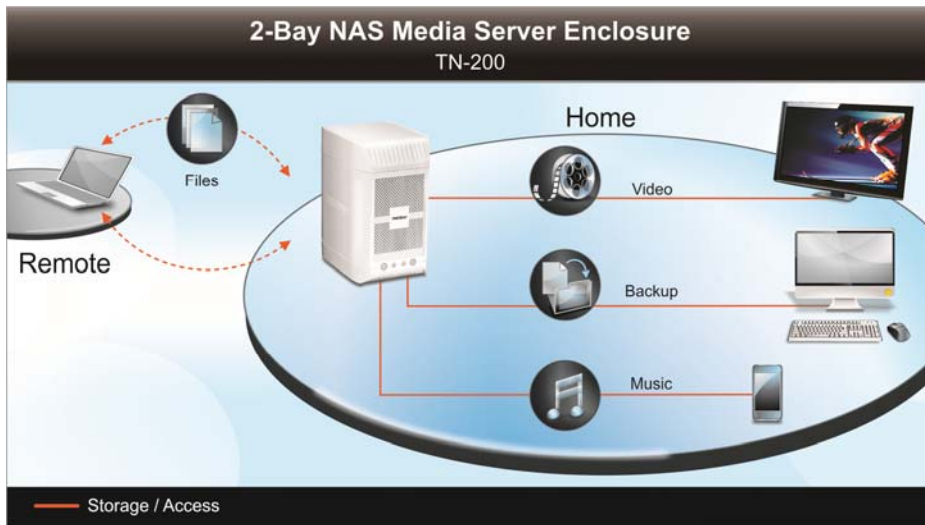 2-Bay NAS Media Server Enclosure
TN-200
Home
Files
Video
Remote
Backup
Music
Storage / Access